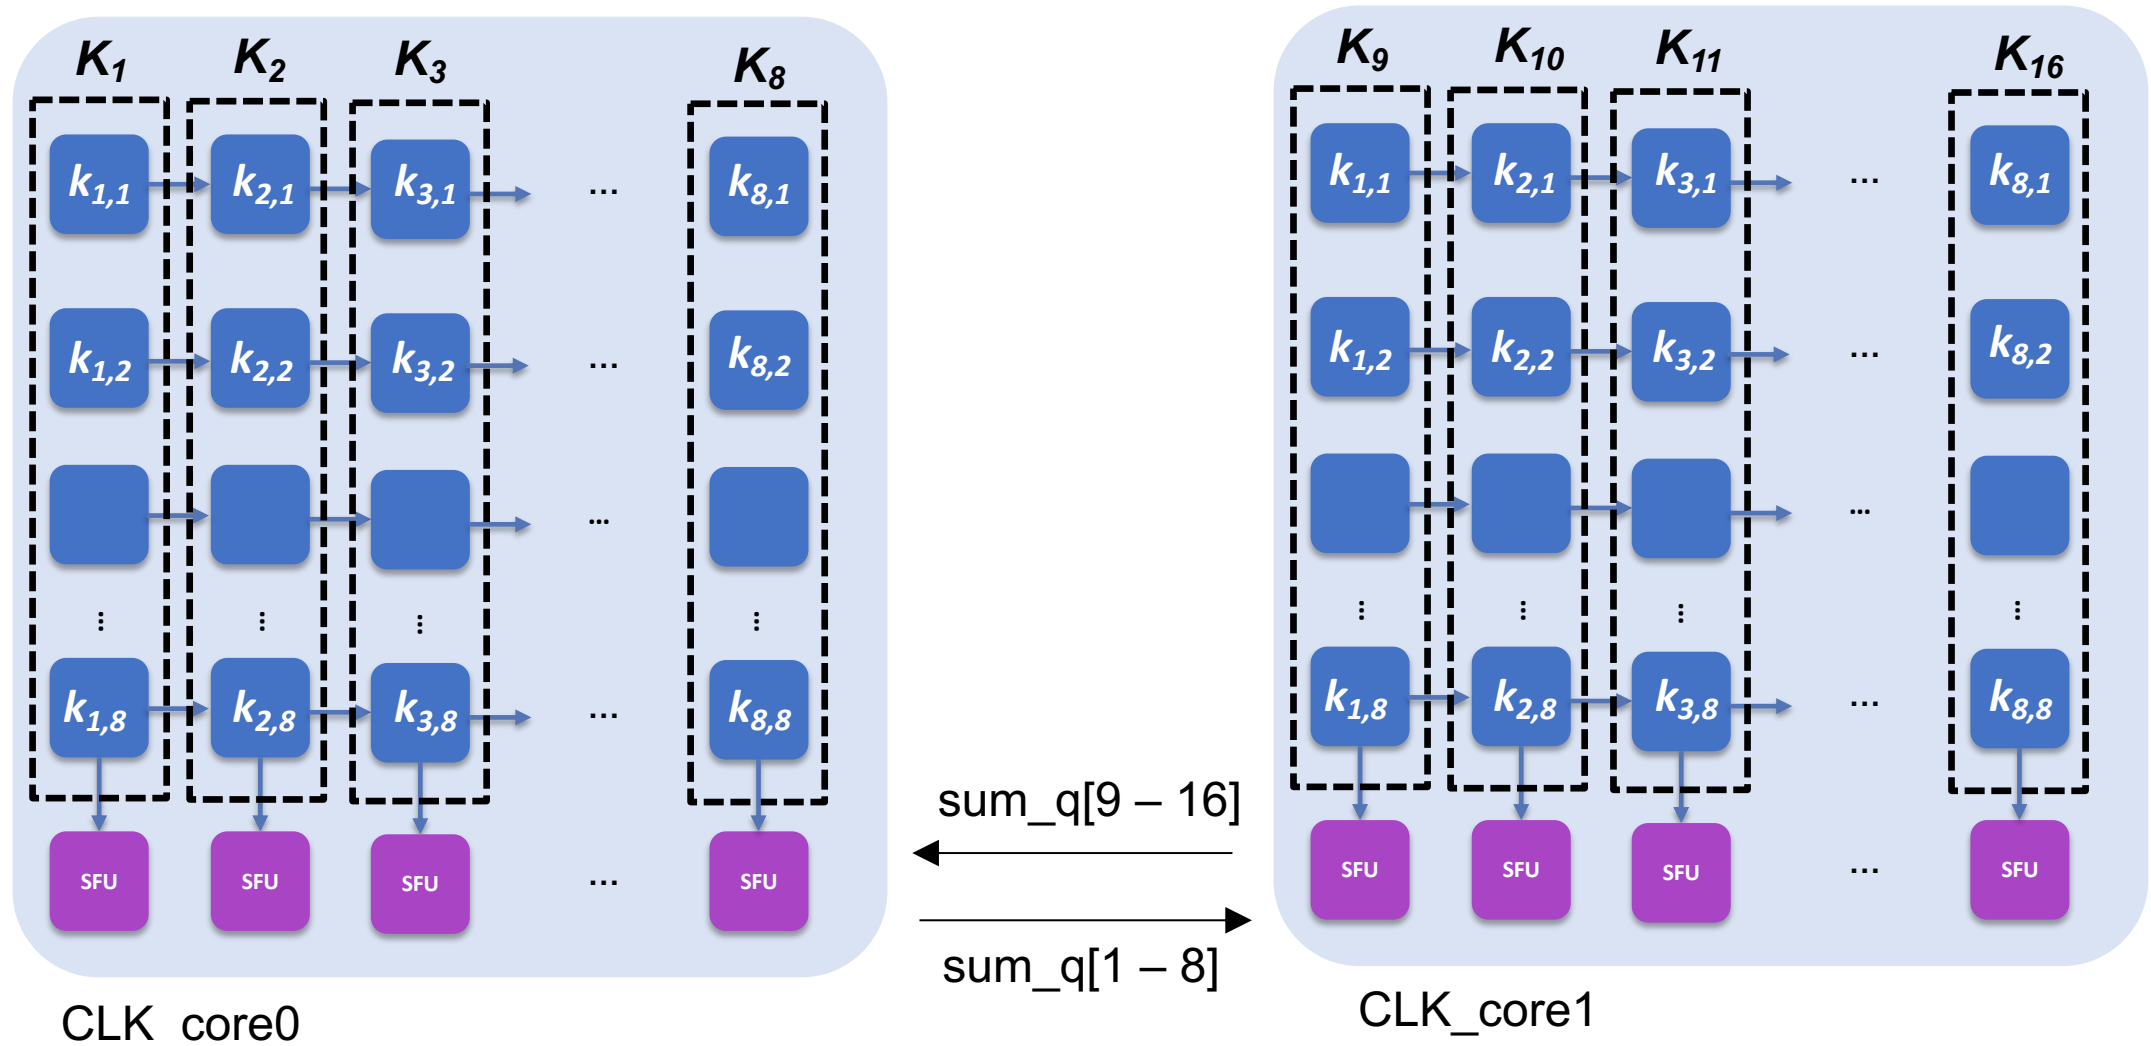 K1 K2 K3 K8
k1,1 k2,1 k3,1 ... k8,1
k1,2 k2,2 k3,2 ... k8,2
...
... ... ... ...
k1,8 k2,8 k3,8 ... k8,8
SFU SFU SFU ... SFU
CLK_core0
sum_q[9 – 16]
sum_q[1 – 8]
K9 K10 K11 K16
k1,1 k2,1 k3,1 ... k8,1
k1,2 k2,2 k3,2 ... k8,2
...
... ... ... ...
k1,8 k2,8 k3,8 ... k8,8
SFU SFU SFU ... SFU
CLK_core1